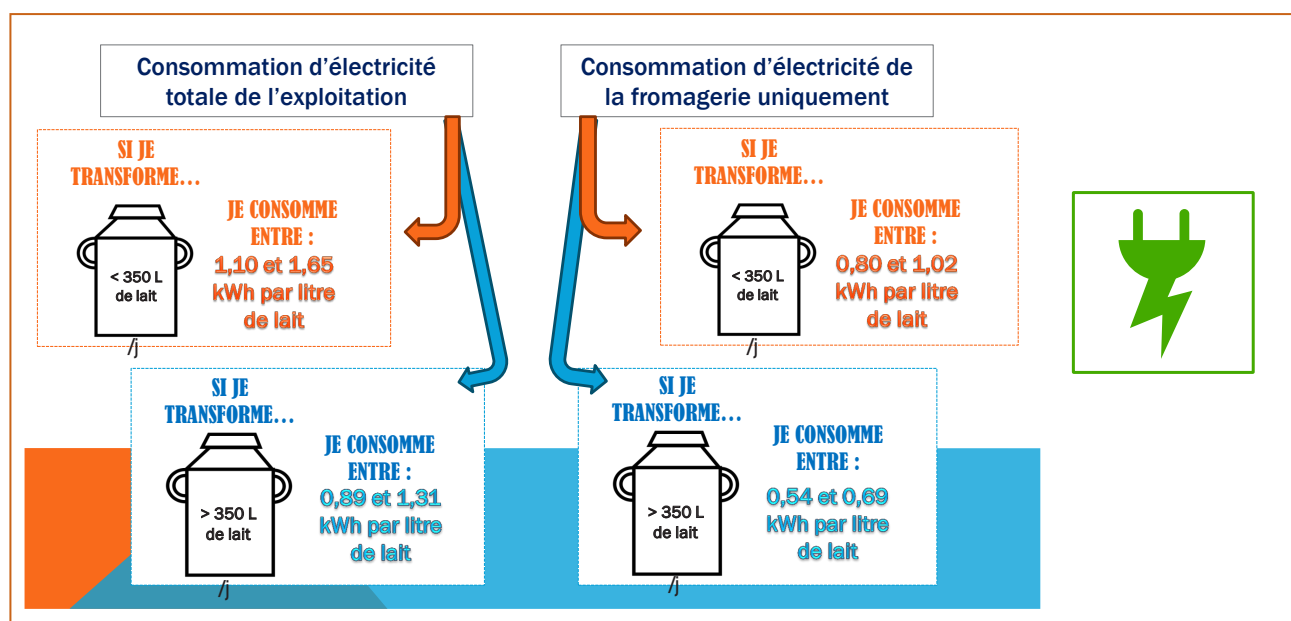 Consommation d’électricité
totale de l’exploitation
Consommation d’électricité de
la fromagerie uniquement
SI JE
TRANSFORME...
JE CONSOMME
ENTRE :
1,10 et 1,65
kWh par litre
de lait
< 350 L
de lait
/j
SI JE
TRANSFORME...
JE CONSOMME
ENTRE :
0,80 et 1,02
kWh par litre
de lait
< 350 L
de lait
/j
SI JE
TRANSFORME...
JE CONSOMME
ENTRE :
0,89 et 1,31
kWh par litre
de lait
> 350 L
de lait
/j
SI JE
TRANSFORME...
JE CONSOMME
ENTRE :
0,54 et 0,69
kWh par litre
de lait
> 350 L
de lait
/j